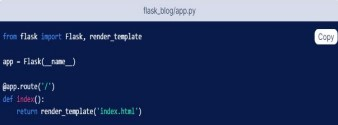 flask_blog/app.py
Copy
from flask import Flask, render_template
app = Flask(__name__)
@app.route('/')
def index():
    return render_template('index.html')